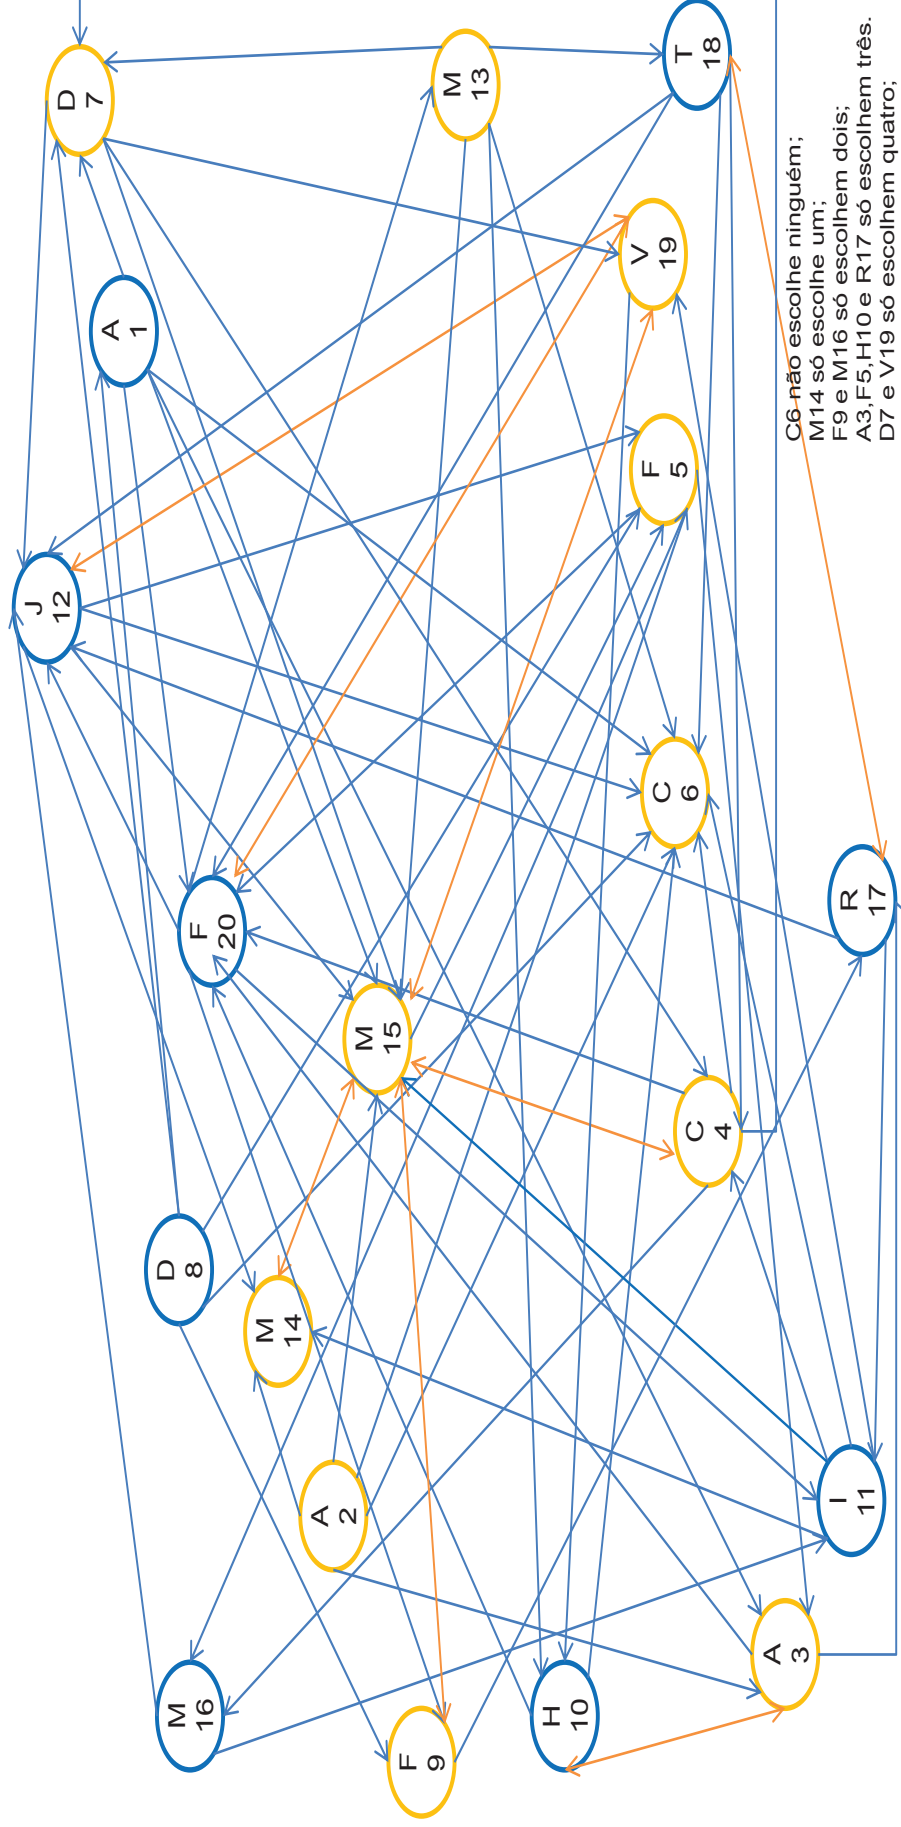 D
7
M
13
T
18
A
1
V
19
J
12
F
5
F
20
C
6
M
15
R
17
C
4
D
8
M
14
A
2
I
11
M
16
F
9
H
10
A
3
C6 não escolhe ninguém;
M14 só escolhe um;
F9 e M16 só escolhem dois;
A3,F5,H10 e R17 só escolhem três.
D7 e V19 só escolhem quatro;